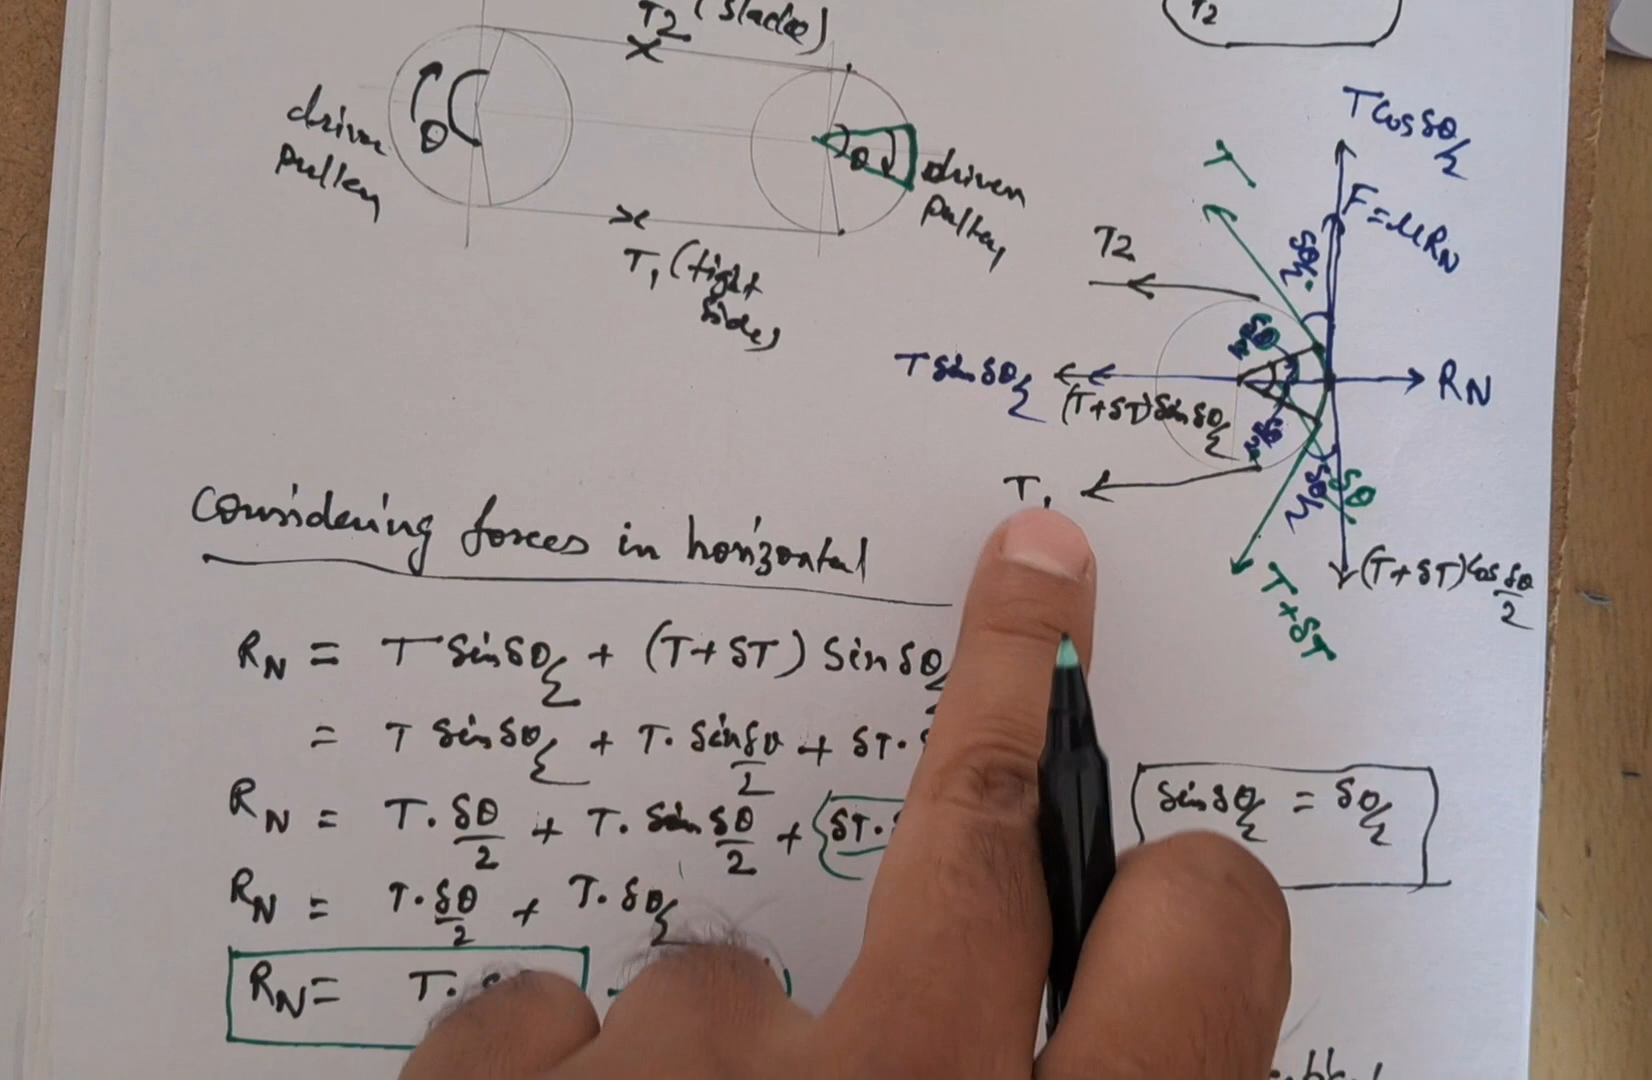 T2 (slack)
T2
driver
pulley
θ
θ
driven
pulley
T1 (tight
side)
T cos δθ/2
F = μRN
T
δθ/2
T2
δθ/2
T sin δθ/2
(T+δT) sin δθ/2
RN
δθ/2
δθ/2
δθ
T1
(T+δT) cos δθ/2
T+δT
Considering forces in horizontal
RN = T sin δθ/2 + (T+δT) sin δθ
= T sin δθ/2 + T. sin δθ/2 + δT.
RN = T. δθ/2 + T. sin δθ/2 + δT.
sin δθ/2 = δθ/2
RN = T. δθ/2 + T. δθ/2
RN = T.